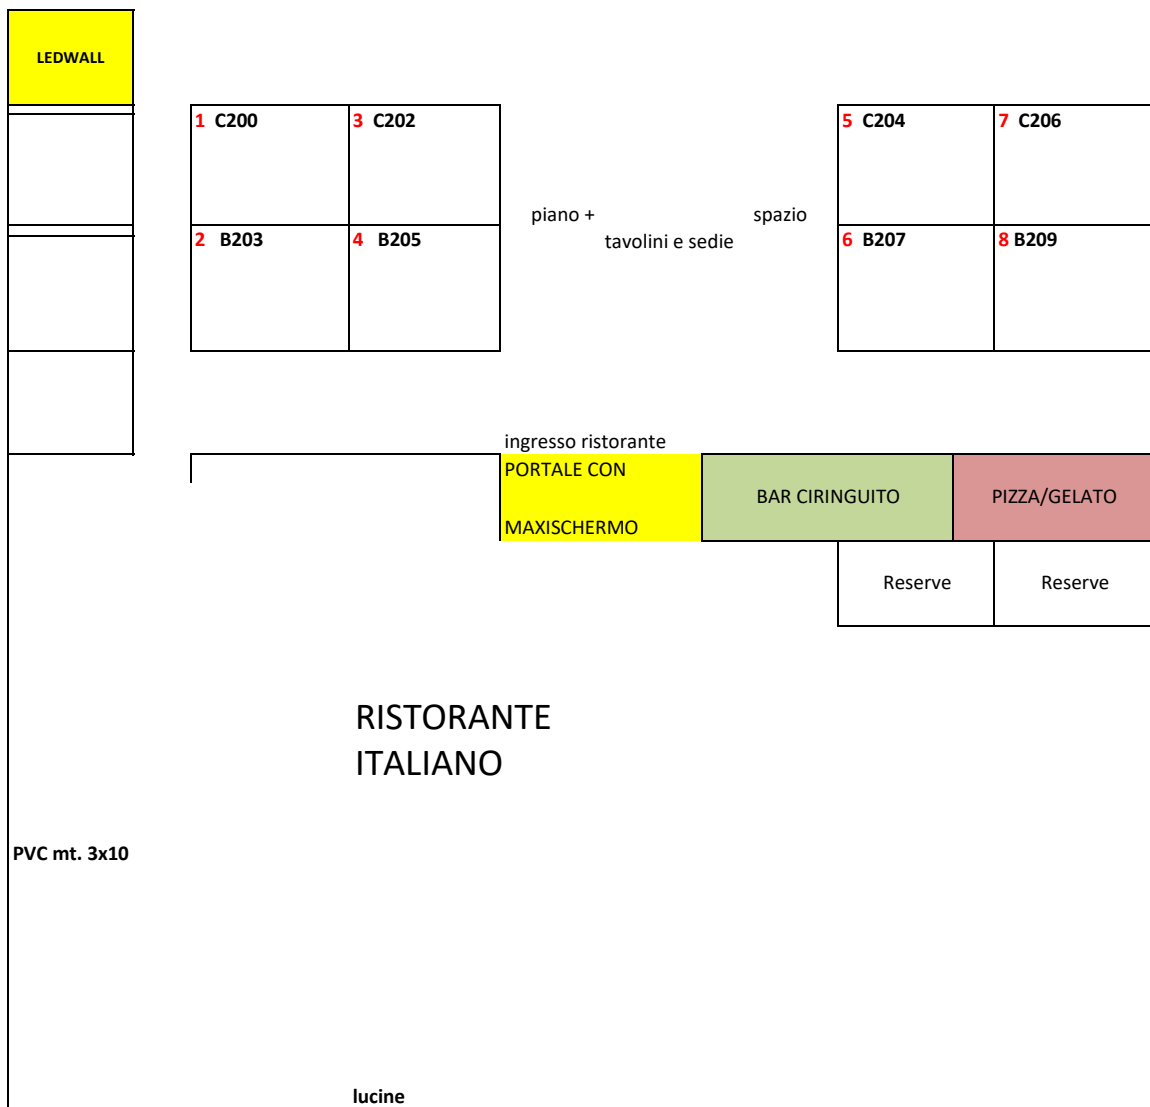 LEDWALL
1 C200
3 C202
5 C204
7 C206
piano +
spazio
tavolini e sedie
2 B203
4 B205
6 B207
8 B209
ingresso ristorante
PORTALE CON
MAXISCHERMO
BAR CIRINGUITO
PIZZA/GELATO
Reserve
Reserve
RISTORANTE
ITALIANO
PVC mt. 3x10
lucine